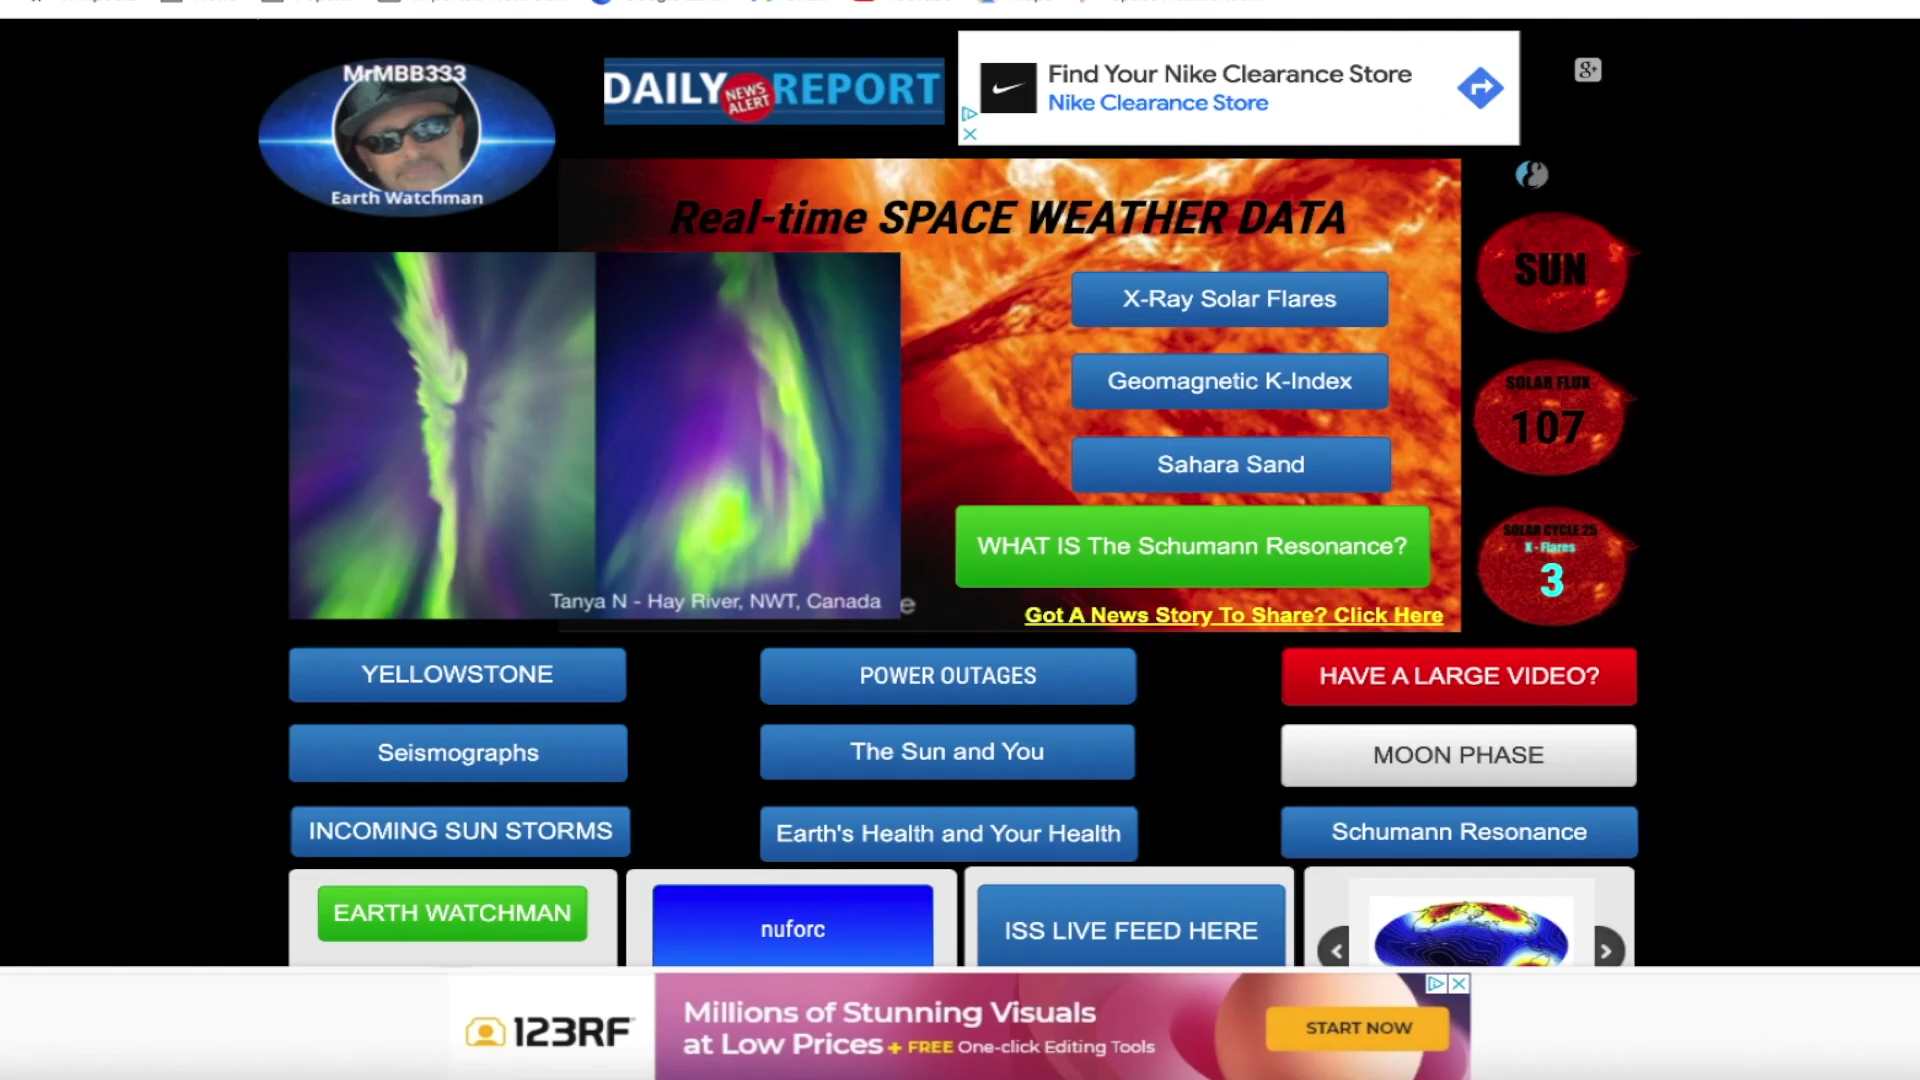 MrMBB333
Earth Watchman
DAILY NEWS ALERT REPORT
Find Your Nike Clearance Store
Nike Clearance Store
g+
Real-time SPACE WEATHER DATA
SUN
X-Ray Solar Flares
Geomagnetic K-Index
SOLAR FLUX
107
Sahara Sand
WHAT IS The Schumann Resonance?
SOLAR CYCLE 25
X - Flares
3
Tanya N - Hay River, NWT, Canada
e
Got A News Story To Share? Click Here
YELLOWSTONE
POWER OUTAGES
HAVE A LARGE VIDEO?
Seismographs
The Sun and You
MOON PHASE
INCOMING SUN STORMS
Earth's Health and Your Health
Schumann Resonance
EARTH WATCHMAN
nuforc
ISS LIVE FEED HERE
123RF
Millions of Stunning Visuals
at Low Prices + FREE One-click Editing Tools
START NOW